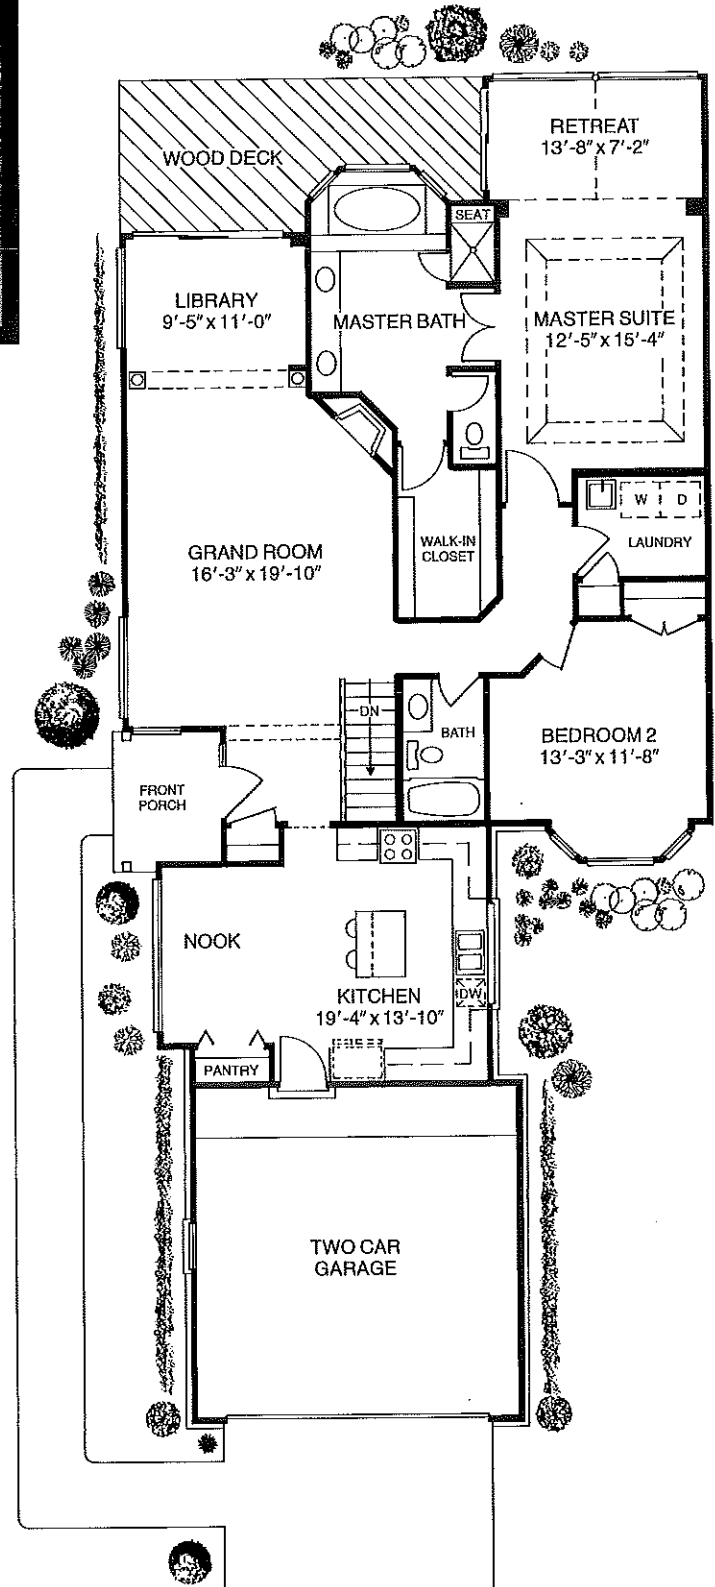 RETREAT
13'-8" x 7'-2"
WOOD DECK
SEAT
LIBRARY
9'-5" x 11'-0"
MASTER BATH
MASTER SUITE
12'-5" x 15'-4"
W
D
LAUNDRY
WALK-IN
CLOSET
GRAND ROOM
16'-3" x 19'-10"
DN
BATH
BEDROOM 2
13'-3" x 11'-8"
FRONT
PORCH
NOOK
KITCHEN
19'-4" x 13'-10"
DW
PANTRY
TWO CAR
GARAGE